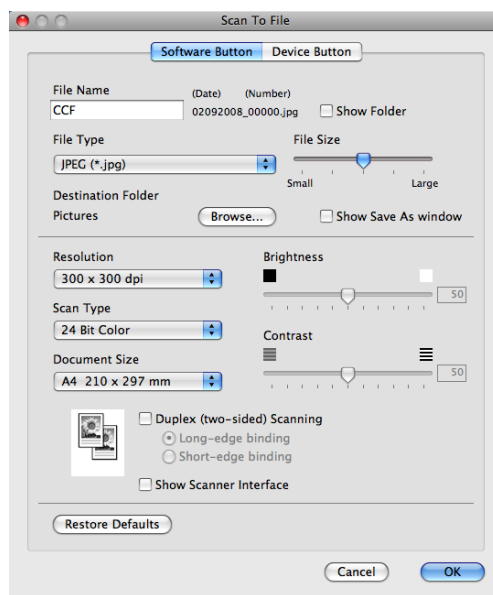 Scan To File
Software Button Device Button
File Name (Date) (Number)
CCF 02092008_00000.jpg Show Folder
File Type File Size
JPEG (*.jpg)
Small Large
Destination Folder
Pictures Browse... Show Save As window
Resolution Brightness
300 x 300 dpi
50
Scan Type
24 Bit Color
Contrast
Document Size
A4 210 x 297 mm 50
Duplex (two-sided) Scanning
Long-edge binding
Short-edge binding
Show Scanner Interface
Restore Defaults
Cancel OK